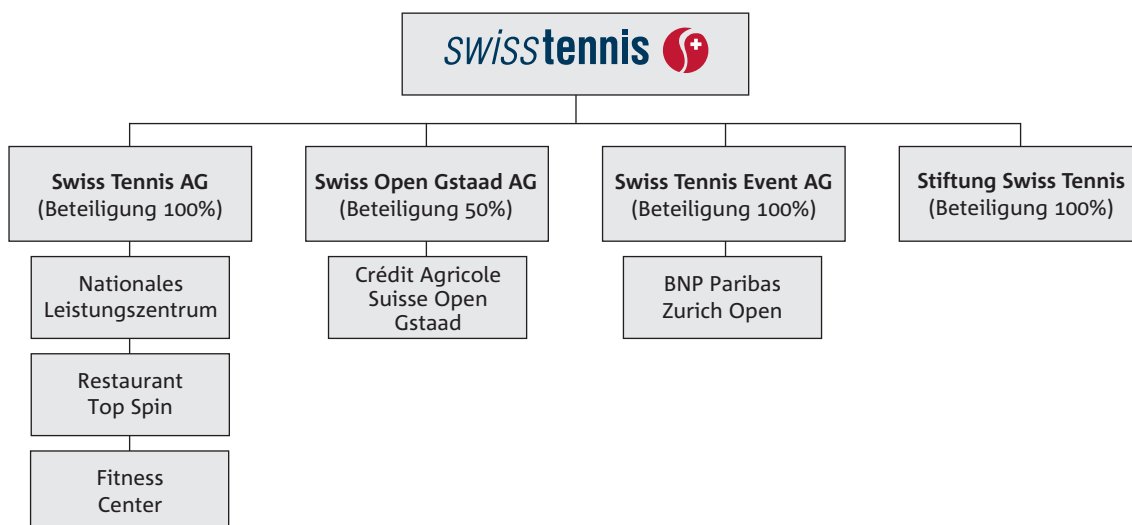 swisstennis
Swiss Tennis AG
(Beteiligung 100%)
Swiss Open Gstaad AG
(Beteiligung 50%)
Swiss Tennis Event AG
(Beteiligung 100%)
Stiftung Swiss Tennis
(Beteiligung 100%)
Nationales
Leistungszentrum
Crédit Agricole
Suisse Open
Gstaad
BNP Paribas
Zurich Open
Restaurant
Top Spin
Fitness
Center